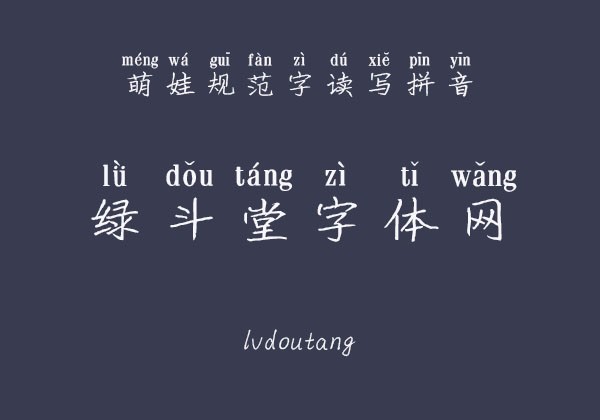 méng wá guī fàn zì dú xiě pīn yīn
萌娃规范字读写拼音
lǜ dǒu táng zì tǐ wǎng
绿斗堂字体网
lvdoutang